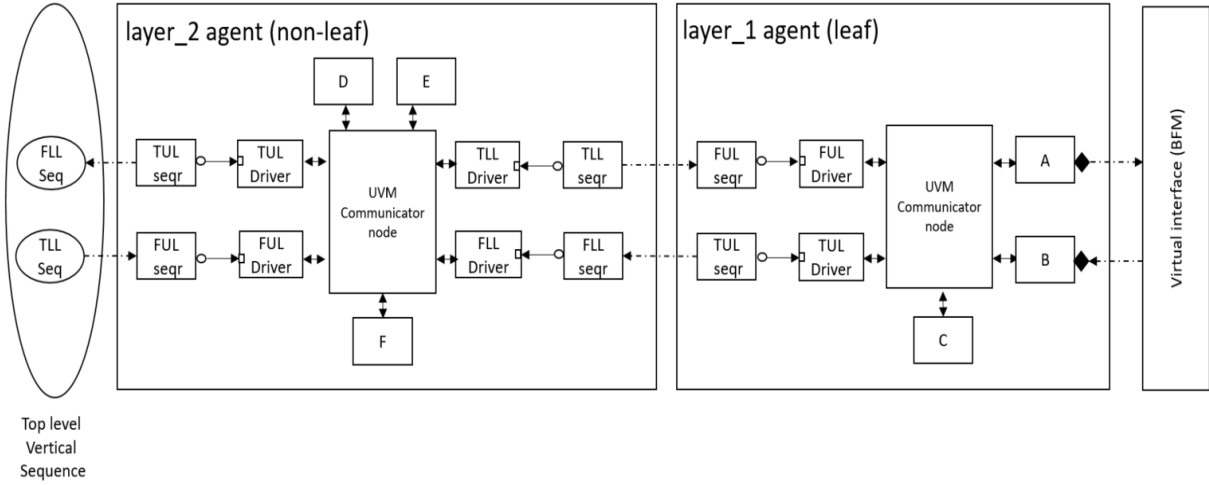 layer_2 agent (non-leaf)
layer_1 agent (leaf)
D
E
FLL
Seq
TUL
seqr
TUL
Driver
TLL
Driver
TLL
seqr
FUL
seqr
FUL
Driver
A
UVM
Communicator
node
UVM
Communicator
node
TLL
Seq
FUL
seqr
FUL
Driver
FLL
Driver
FLL
seqr
TUL
seqr
TUL
Driver
B
F
C
Virtual interface (BFM)
Top level
Vertical
Sequence